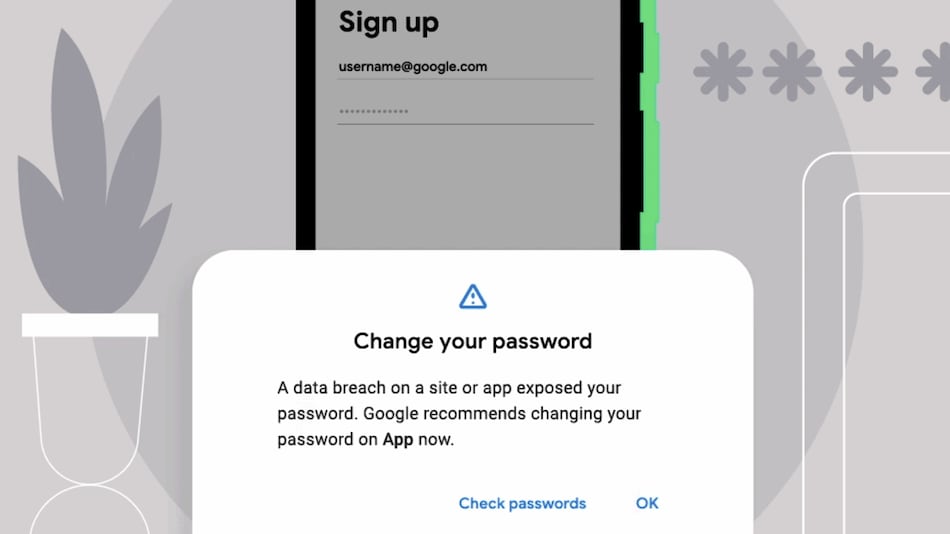 Sign up
username@google.com
Change your password
A data breach on a site or app exposed your
password. Google recommends changing your
password on App now.
Check passwords OK